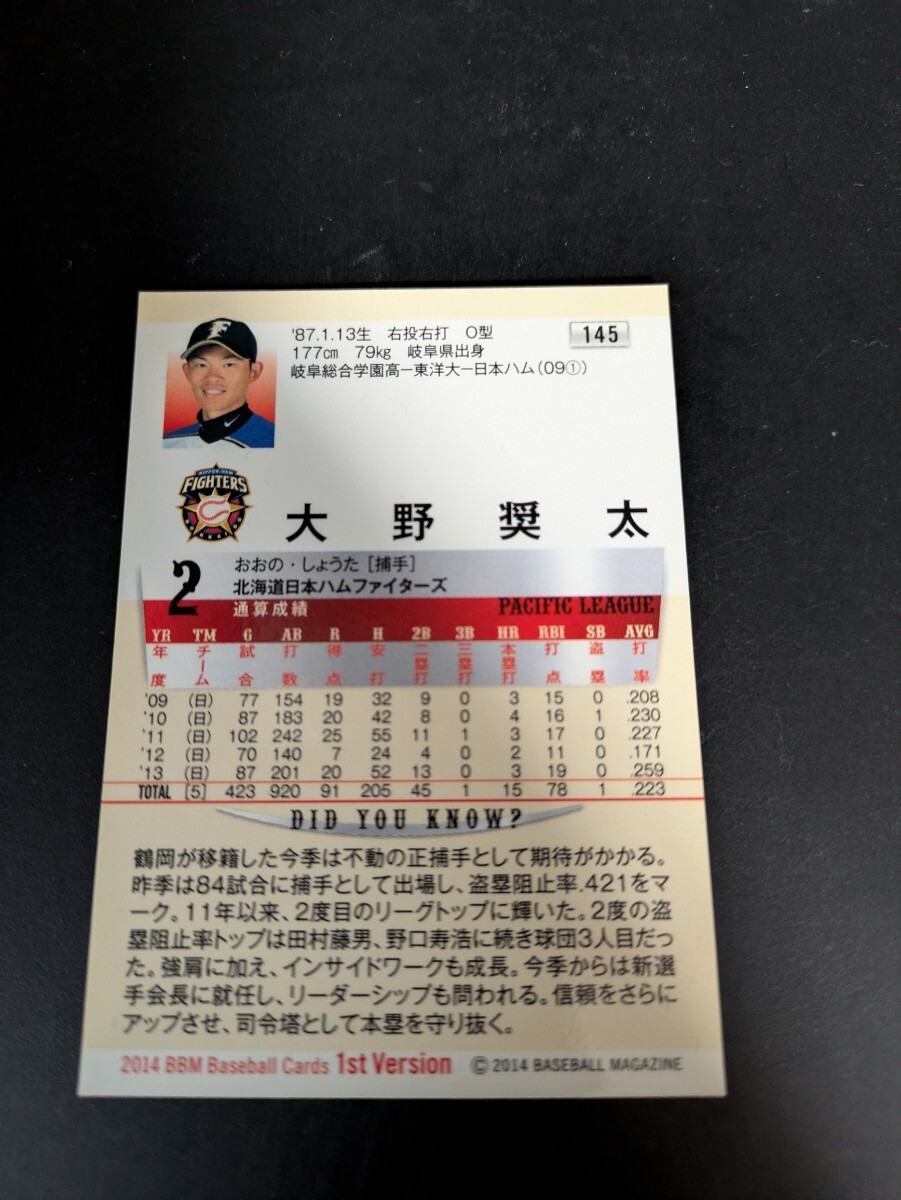 '87.1.13生 右投右打 O型
145
177cm 79kg 岐阜県出身
岐阜総合学園高ー東洋大ー日本ハム(09①)
NIPPON-HAM
FIGHTERS
HOKKAIDO
大野奨太
2
おおの・しょうた [捕手]
北海道日本ハムファイターズ
通算成績 PACIFIC LEAGUE
YR TM G AB R H 2B 3B HR RBI SB AVG
年度 チーム 試合 打数 得点 安打 二塁打 三塁打 本塁打 打点 盗塁 打率
'09 (日) 77 154 19 32 9 0 3 15 0 .208
'10 (日) 87 183 20 42 8 0 4 16 1 .230
'11 (日) 102 242 25 55 11 1 3 17 0 .227
'12 (日) 70 140 7 24 4 0 2 11 0 .171
'13 (日) 87 201 20 52 13 0 3 19 0 .259
TOTAL [5] 423 920 91 205 45 1 15 78 1 .223
DID YOU KNOW?
鶴岡が移籍した今季は不動の正捕手として期待がかかる。
昨季は84試合に捕手として出場し、盗塁阻止率.421をマ
ーク。11年以来、2度目のリーグトップに輝いた。2度の盗
塁阻止率トップは田村藤男、野口寿浩に続き球団3人目だっ
た。強肩に加え、インサイドワークも成長。今季からは新選
手会長に就任し、リーダーシップも問われる。信頼をさらに
アップさせ、司令塔として本塁を守り抜く。
2014 BBM Baseball Cards 1st Version © 2014 BASEBALL MAGAZINE